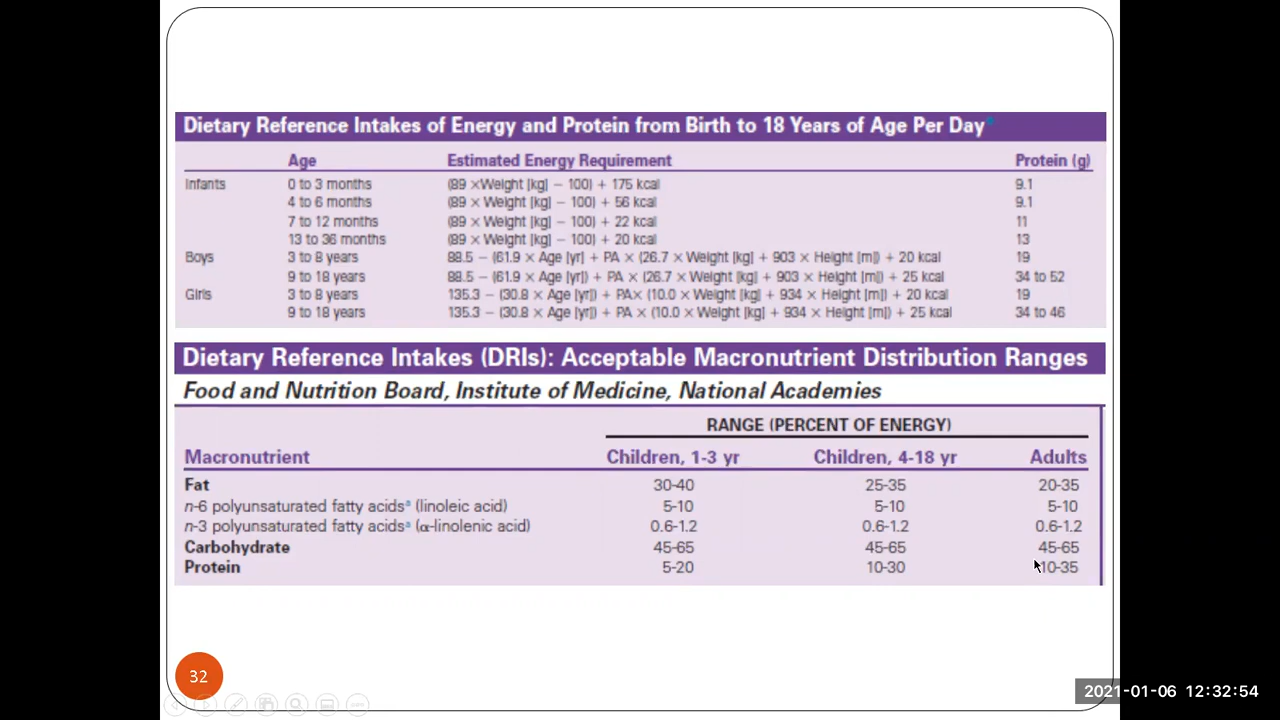 Dietary Reference Intakes of Energy and Protein from Birth to 18 Years of Age Per Day*
Age Estimated Energy Requirement Protein (g)
Infants 0 to 3 months (89 ×Weight [kg] − 100) + 175 kcal 9.1
4 to 6 months (89 × Weight [kg] − 100) + 56 kcal 9.1
7 to 12 months (89 × Weight [kg] − 100) + 22 kcal 11
13 to 36 months (89 × Weight [kg] − 100) + 20 kcal 13
Boys 3 to 8 years 88.5 − (61.9 × Age [yr] + PA × (26.7 × Weight [kg] + 903 × Height [m]) + 20 kcal 19
9 to 18 years 88.5 − (61.9 × Age [yr]) + PA × (26.7 × Weight [kg] + 903 × Height [m]) + 25 kcal 34 to 52
Girls 3 to 8 years 135.3 − (30.8 × Age [yr]) + PA× (10.0 × Weight [kg] + 934 × Height [m]) + 20 kcal 19
9 to 18 years 135.3 − (30.8 × Age [yr]) + PA × (10.0 × Weight [kg] + 934 × Height [m]) + 25 kcal 34 to 46
Dietary Reference Intakes (DRIs): Acceptable Macronutrient Distribution Ranges
Food and Nutrition Board, Institute of Medicine, National Academies
RANGE (PERCENT OF ENERGY)
Macronutrient Children, 1-3 yr Children, 4-18 yr Adults
Fat 30-40 25-35 20-35
n-6 polyunsaturated fatty acidsª (linoleic acid) 5-10 5-10 5-10
n-3 polyunsaturated fatty acidsª (α-linolenic acid) 0.6-1.2 0.6-1.2 0.6-1.2
Carbohydrate 45-65 45-65 45-65
Protein 5-20 10-30 10-35
32
2021-01-06 12:32:54